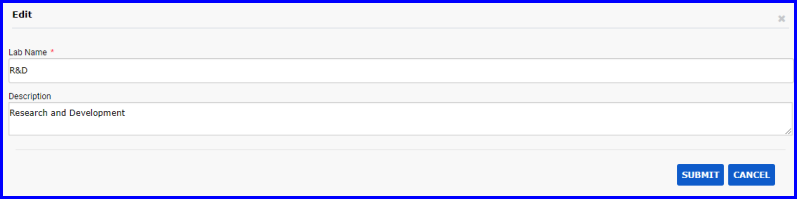 Edit
×
Lab Name *
R&D
Description
Research and Development
SUBMIT CANCEL